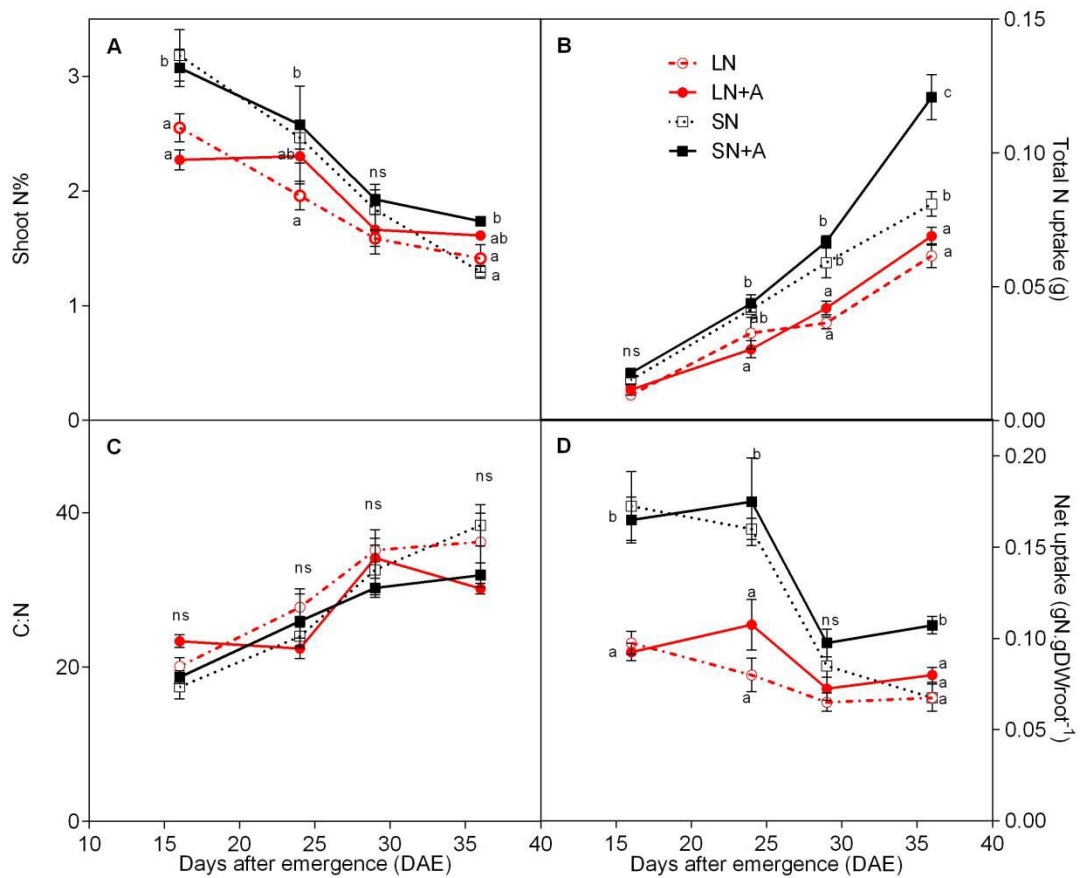 A
b
b
a
a
ab
a
ns
b
ab
a
a
3
2
1
0
Shoot N%
B
LN
LN+A
SN
SN+A
ns
b
ab
a
b
b
a
a
c
b
a
a
0.15
0.10
0.05
0.00
Total N uptake (g)
C
ns
ns
ns
ns
40
20
0
C:N
10 15 20 25 30 35 40
Days after emergence (DAE)
D
b
a
b
a
a
ns
b
a
a
a
0.20
0.15
0.10
0.05
0.00
Net uptake (gN.gDWroot⁻¹)
15 20 25 30 35 40
Days after emergence (DAE)